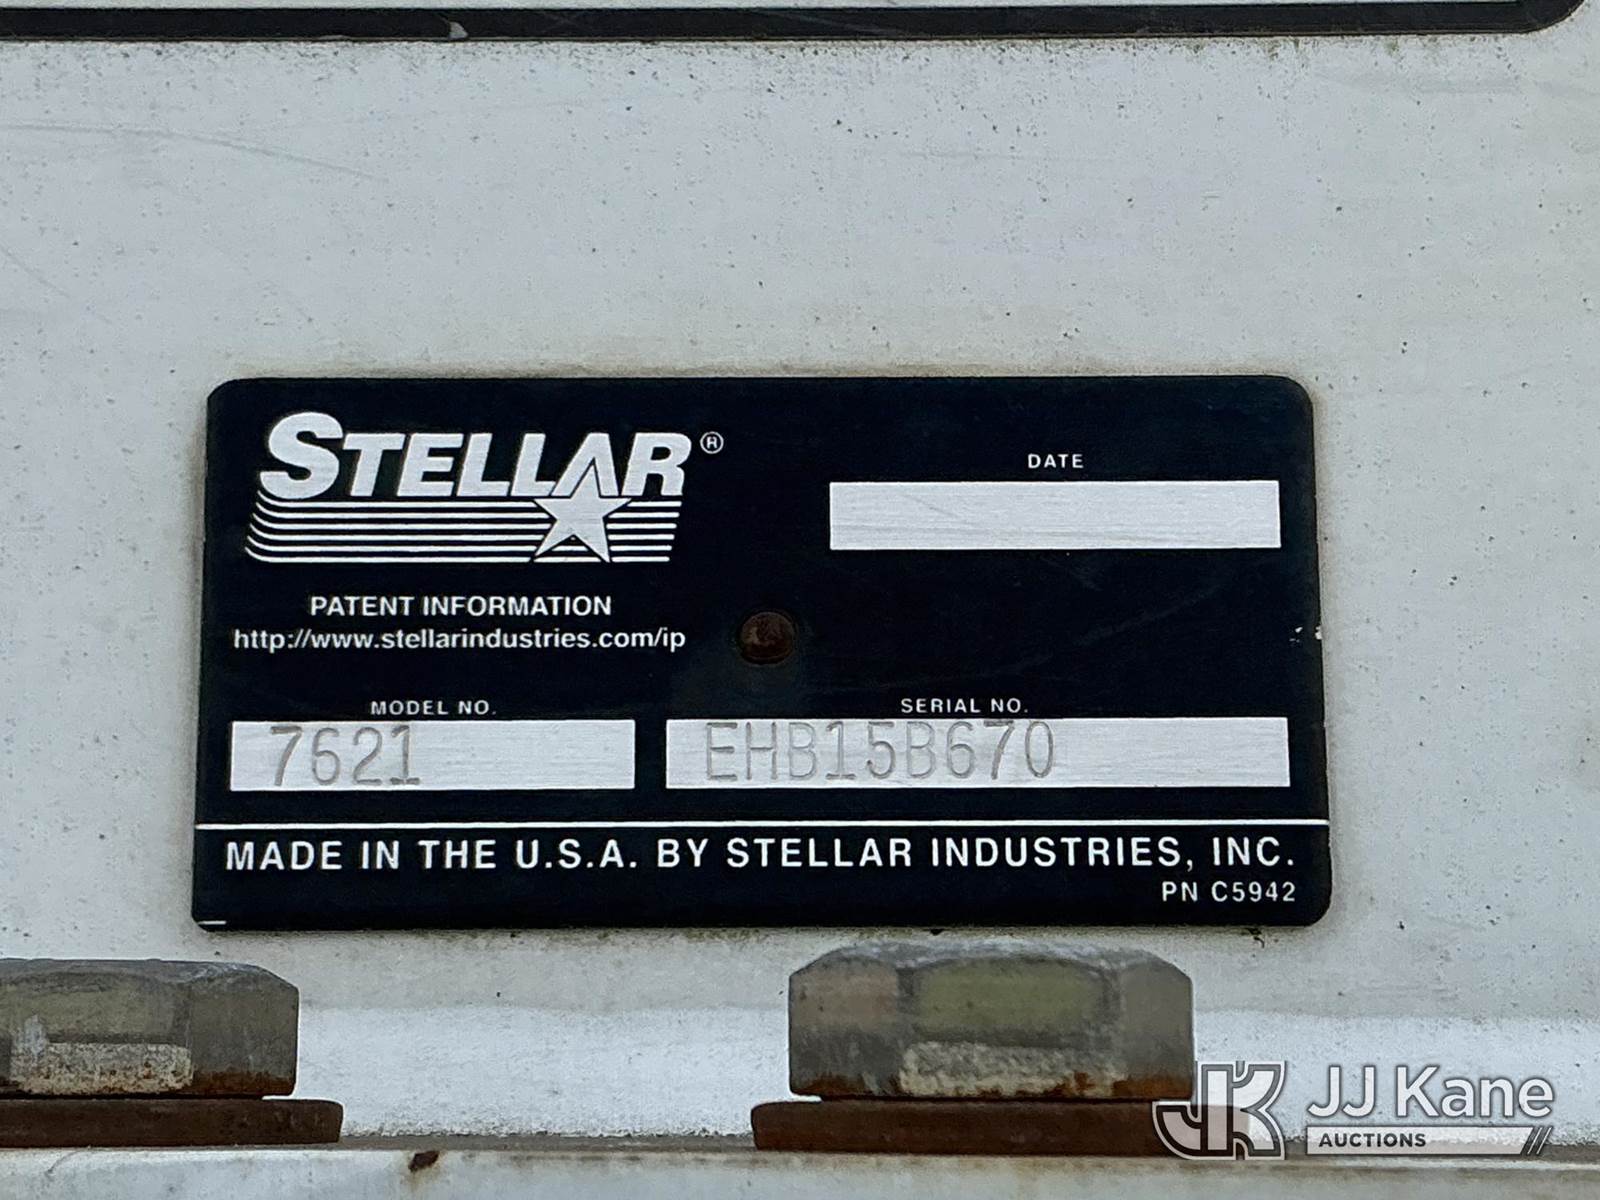 STELLAR®
DATE
PATENT INFORMATION
http://www.stellarindustries.com/ip
MODEL NO.
SERIAL NO.
7621
EHB15B670
MADE IN THE U.S.A. BY STELLAR INDUSTRIES, INC.
PN C5942
JK JJ Kane
AUCTIONS